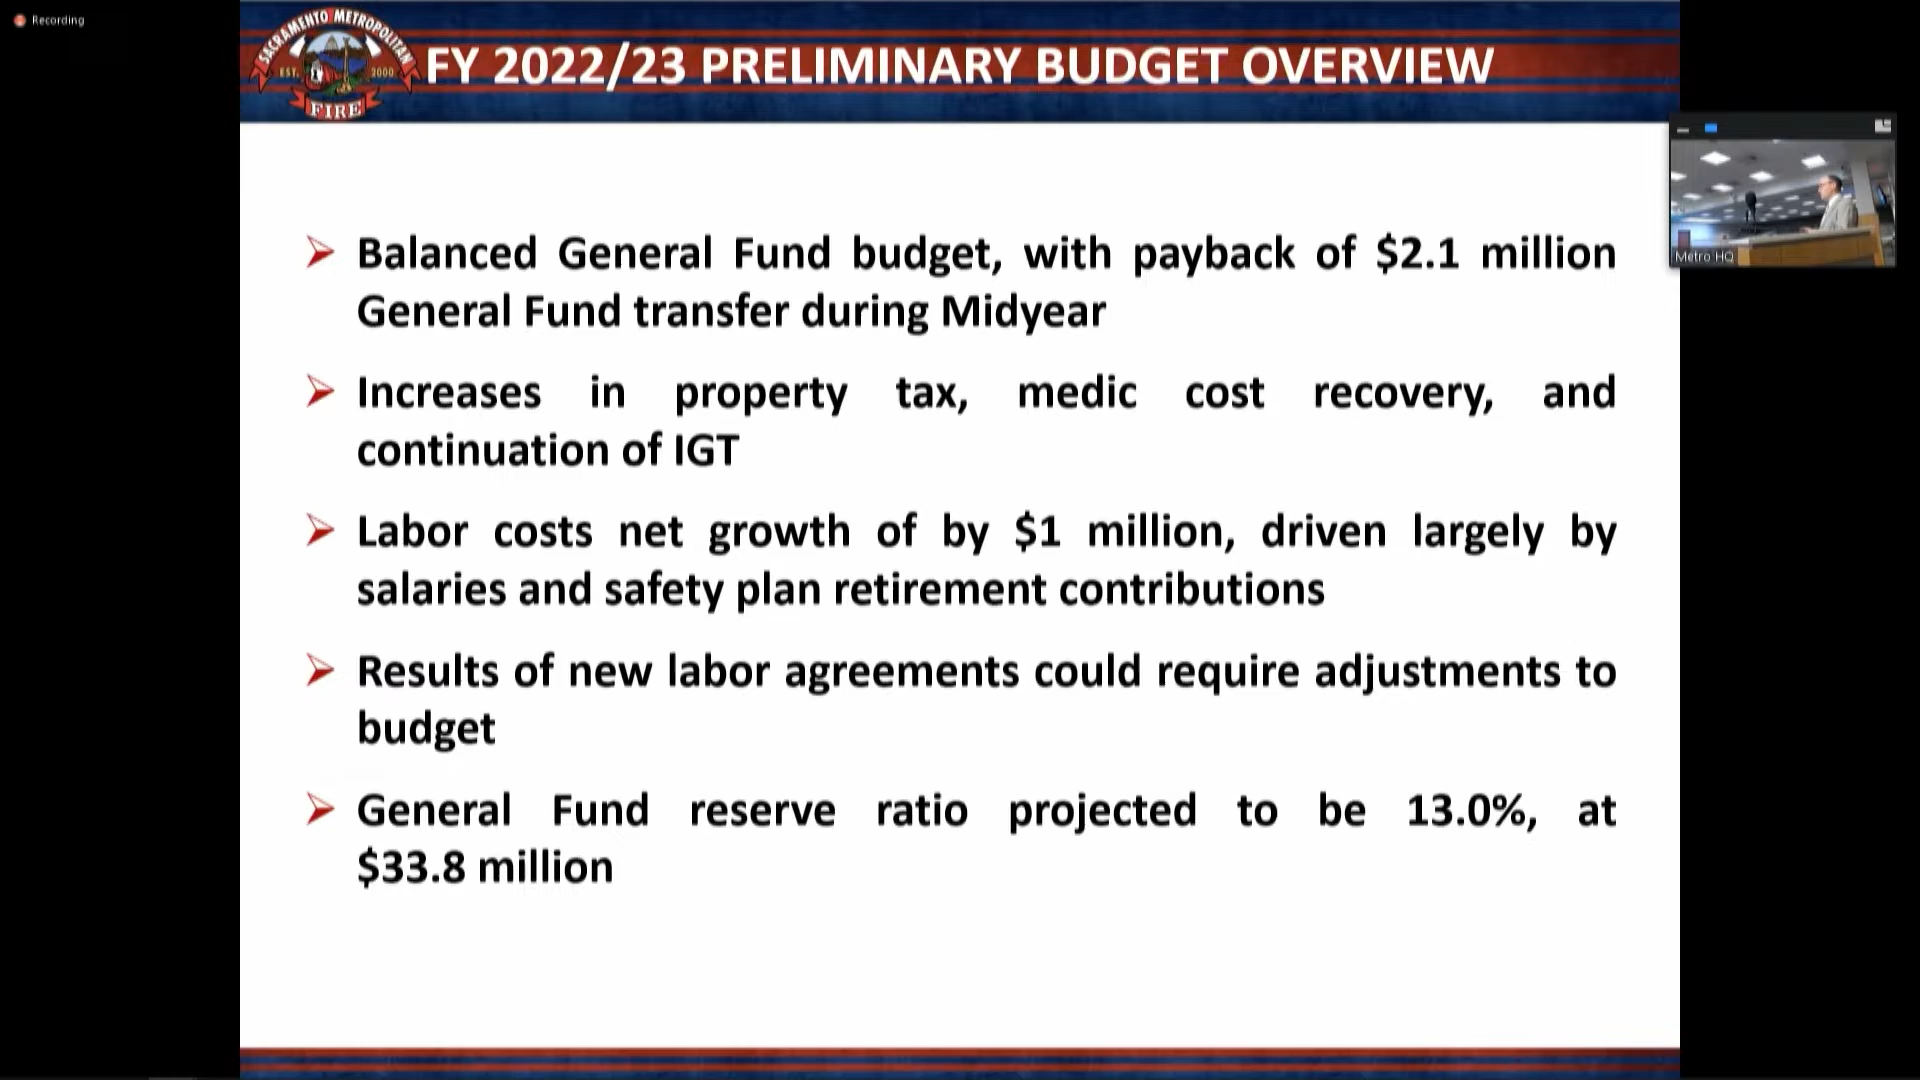 Recording
SACRAMENTO METROPOLITAN
EST. 2000
FIRE
FY 2022/23 PRELIMINARY BUDGET OVERVIEW
Balanced General Fund budget, with payback of $2.1 million
General Fund transfer during Midyear
Increases in property tax, medic cost recovery, and
continuation of IGT
Labor costs net growth of by $1 million, driven largely by
salaries and safety plan retirement contributions
Results of new labor agreements could require adjustments to
budget
General Fund reserve ratio projected to be 13.0%, at
$33.8 million
Metro HQ